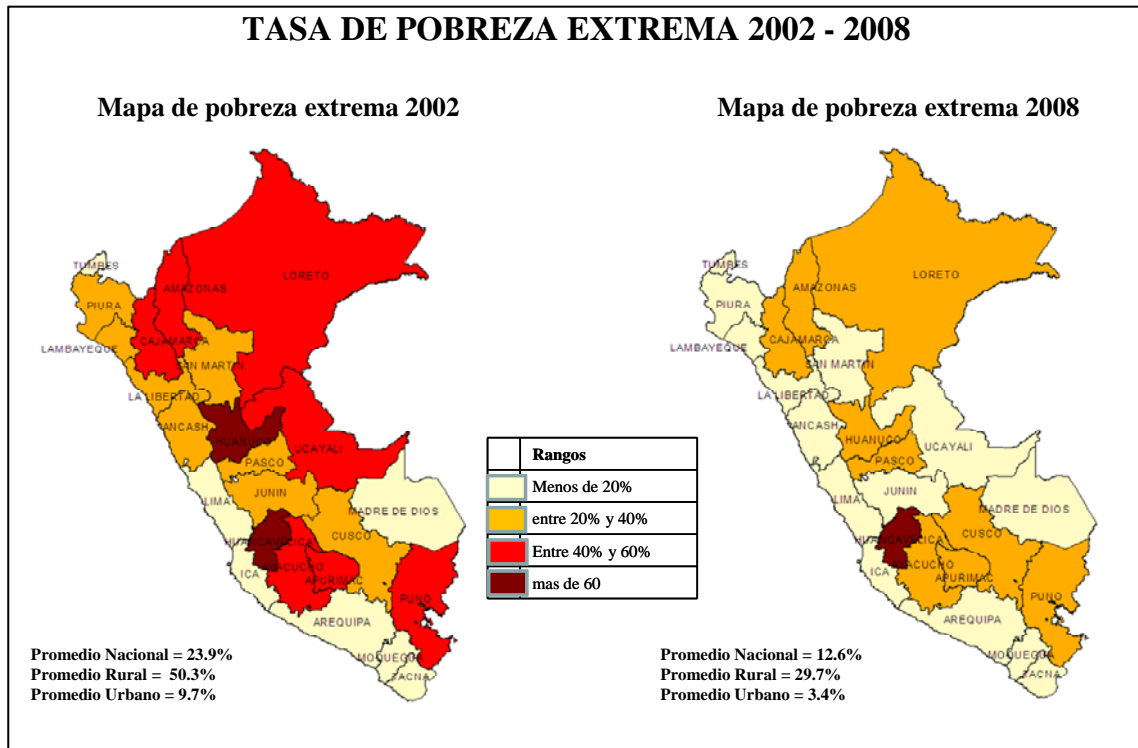 TASA DE POBREZA EXTREMA 2002 - 2008
Mapa de pobreza extrema 2002
TUMBES
PIURA
LAMBAYEQUE
AMAZONAS
LORETO
CAJAMARCA
SAN MARTIN
LA LIBERTAD
ANCASH
HUANUCO
UCAYALI
PASCO
LIMA
JUNIN
MADRE DE DIOS
HUANCAVELICA
CUSCO
ICA
AYACUCHO
APURIMAC
PUNO
AREQUIPA
MOQUEGUA
TACNA
Promedio Nacional = 23.9%
Promedio Rural = 50.3%
Promedio Urbano = 9.7%
Rangos
Menos de 20%
entre 20% y 40%
Entre 40% y 60%
mas de 60
Mapa de pobreza extrema 2008
TUMBES
PIURA
LAMBAYEQUE
AMAZONAS
LORETO
CAJAMARCA
SAN MARTIN
LA LIBERTAD
ANCASH
HUANUCO
UCAYALI
PASCO
LIMA
JUNIN
MADRE DE DIOS
HUANCAVELICA
CUSCO
ICA
AYACUCHO
APURIMAC
PUNO
AREQUIPA
MOQUEGUA
TACNA
Promedio Nacional = 12.6%
Promedio Rural = 29.7%
Promedio Urbano = 3.4%